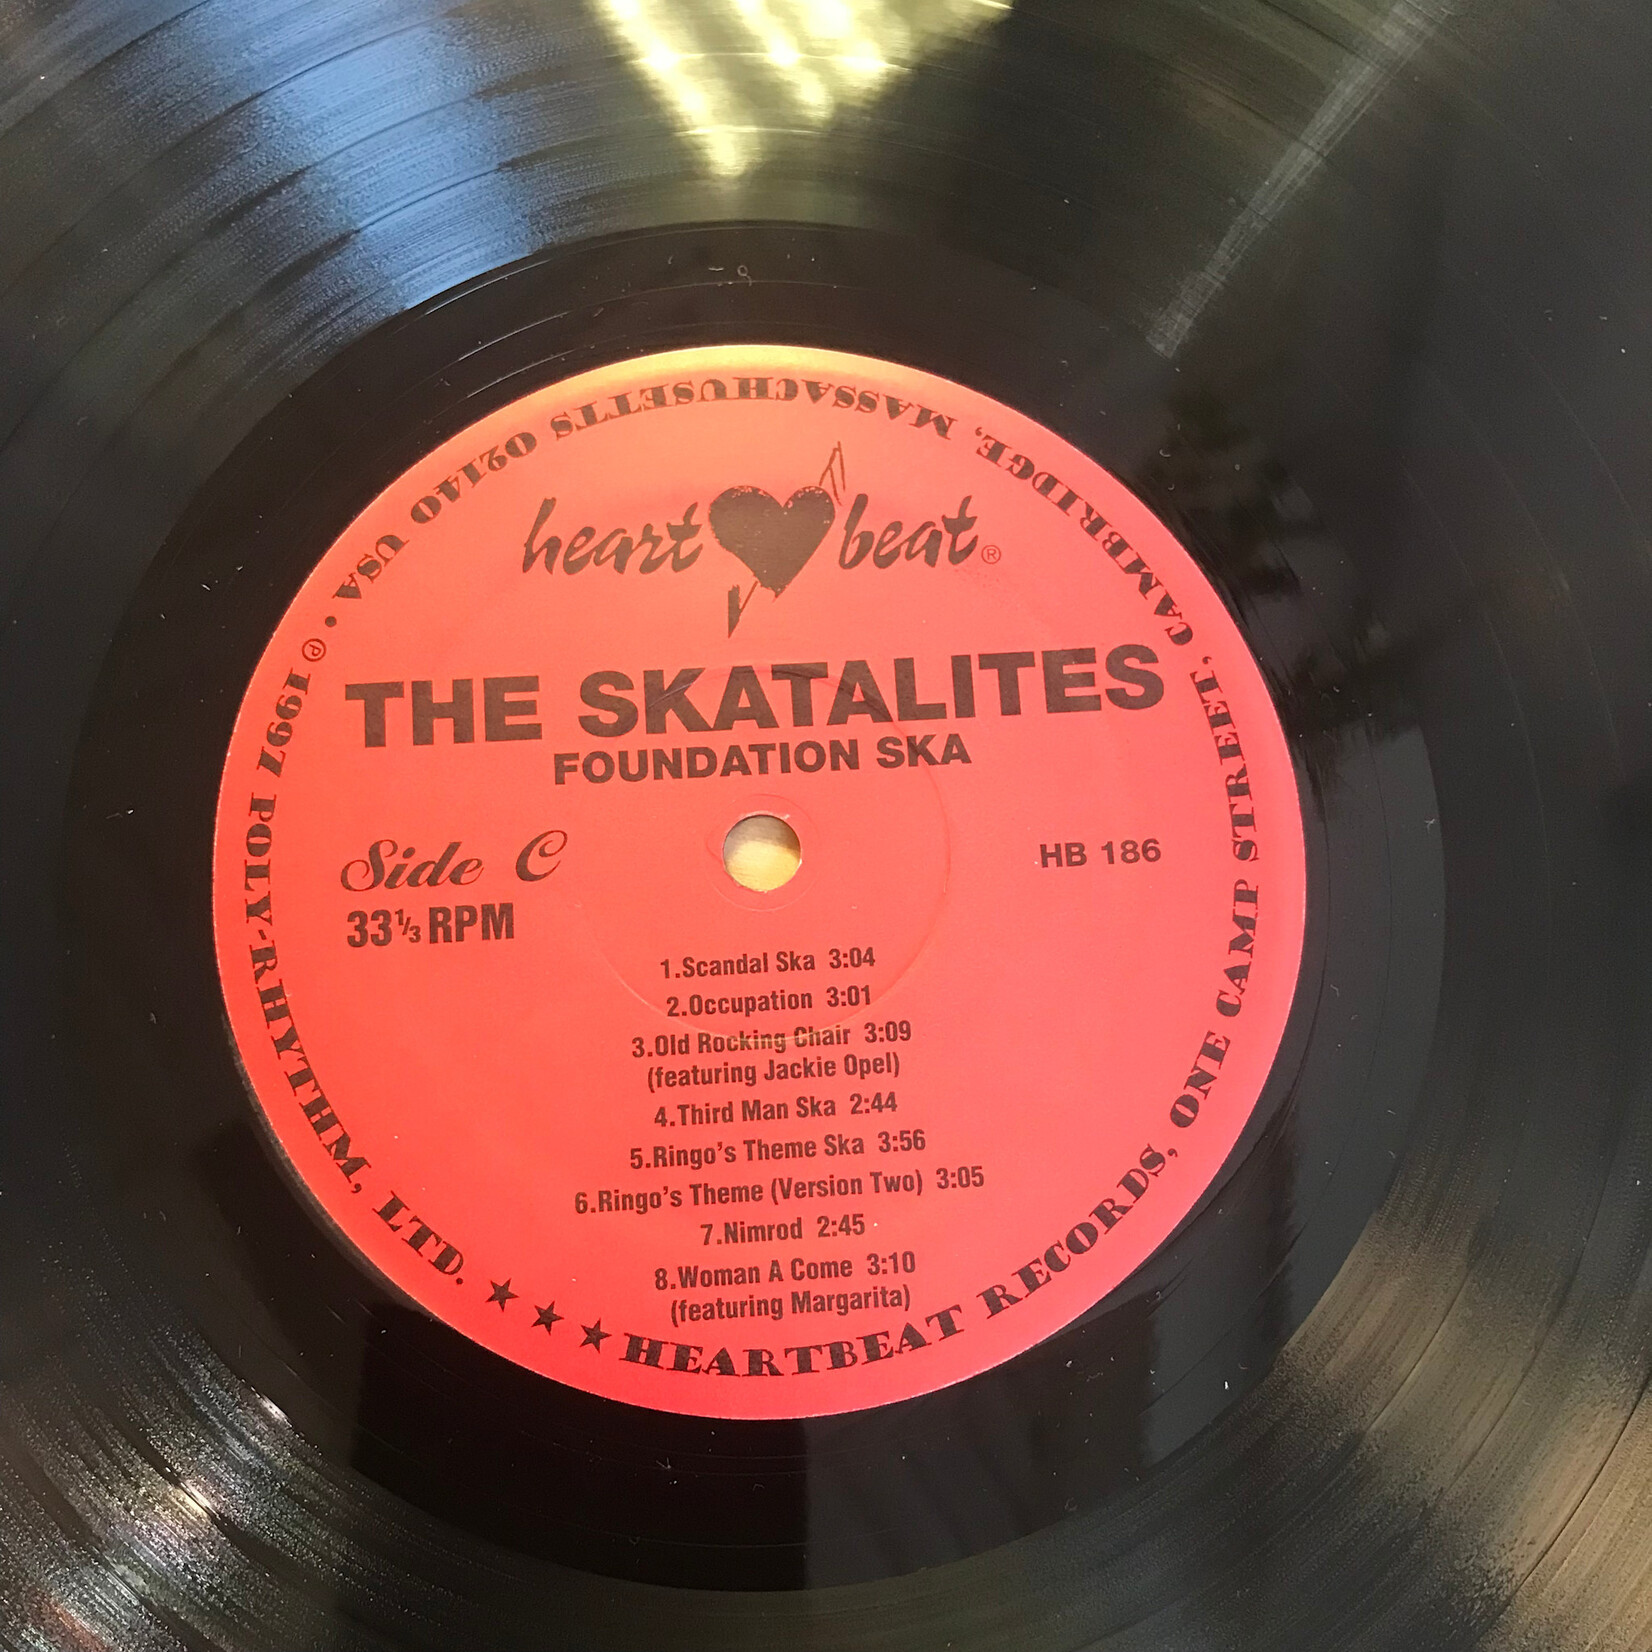 heart beat®
THE SKATALITES
FOUNDATION SKA
Side C
33⅓ RPM
HB 186
1.Scandal Ska 3:04
2.Occupation 3:01
3.Old Rocking Chair 3:09
(featuring Jackie Opel)
4.Third Man Ska 2:44
5.Ringo's Theme Ska 3:56
6.Ringo's Theme (Version Two) 3:05
7.Nimrod 2:45
8.Woman A Come 3:10
(featuring Margarita)
★ ★ ★ HEARTBEAT RECORDS, ONE CAMP STREET, CAMBRIDGE, MASSACHUSETTS 02140 USA • ℗ 1997 POLY-RHYTHM, LTD.